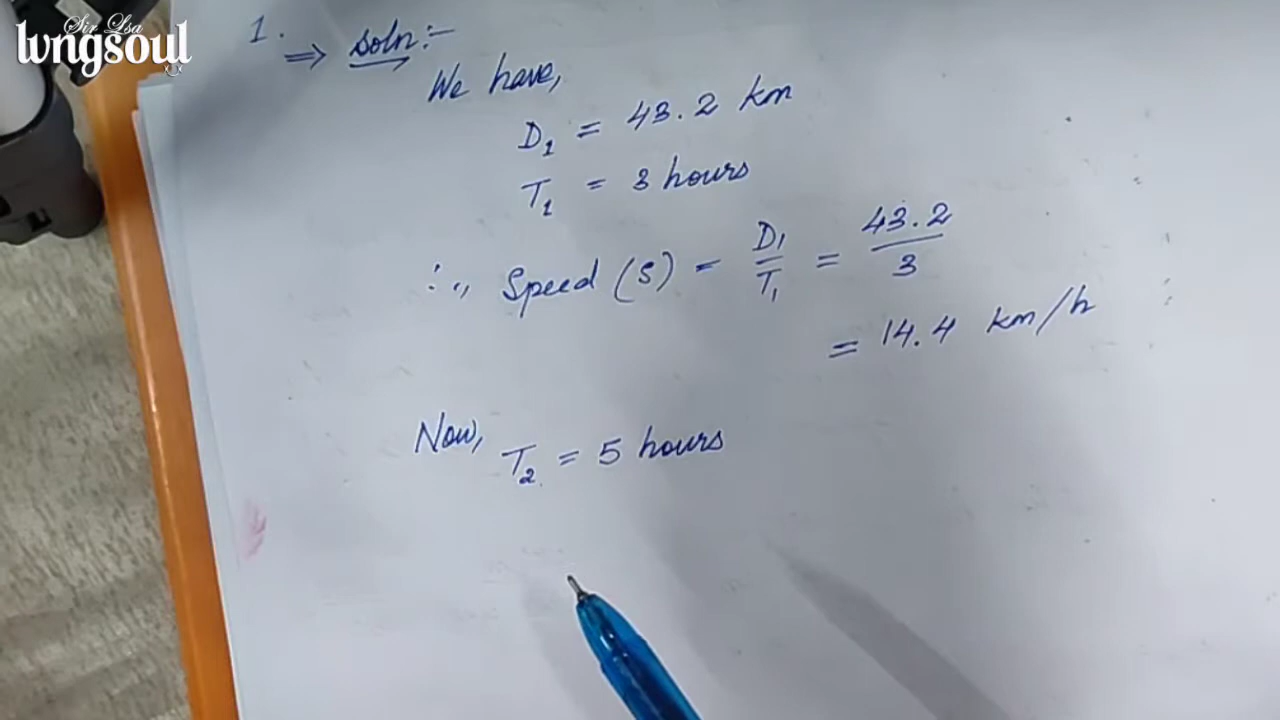 Sir Lsa
lvngsoul
1.
⇒ soln :-
We have,
D₁ = 43.2 km
T₁ = 3 hours
∴, Speed (S) = D₁/T₁ = 43.2/3
= 14.4 km/h
Now, T₂ = 5 hours